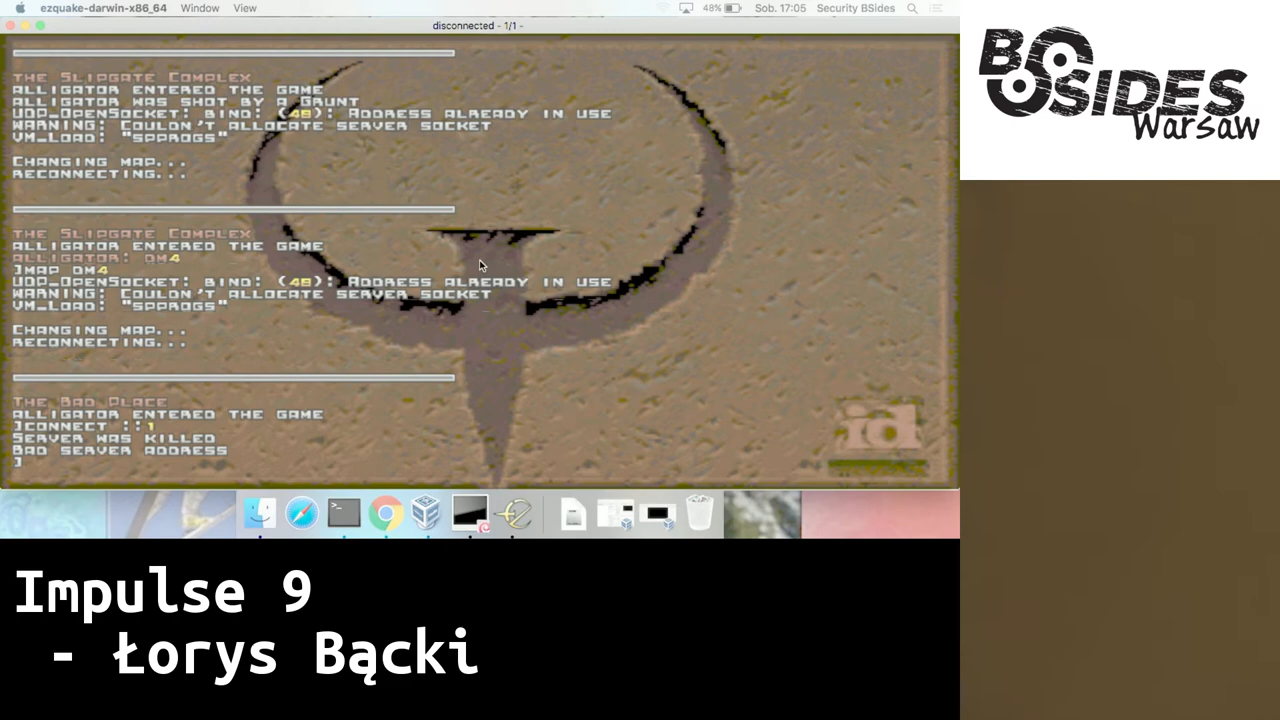 ezquake-darwin-x86_64 Window View 48% Sob. 17:05 Security BSides
disconnected - 1/1 -
THE SLIPGATE COMPLEX
ALLIGATOR ENTERED THE GAME
ALLIGATOR WAS SHOT BY A GRUNT
UDP_OPENSOCKET: BIND: (48): ADDRESS ALREADY IN USE
WARNING: COULDN'T ALLOCATE SERVER SOCKET
VM_LOAD: "SPPROGS"
CHANGING MAP...
RECONNECTING...
THE SLIPGATE COMPLEX
ALLIGATOR ENTERED THE GAME
ALLIGATOR: DM4
]MAP DM4
UDP_OPENSOCKET: BIND: (48): ADDRESS ALREADY IN USE
WARNING: COULDN'T ALLOCATE SERVER SOCKET
VM_LOAD: "SPPROGS"
CHANGING MAP...
RECONNECTING...
THE BAD PLACE
ALLIGATOR ENTERED THE GAME
]CONNECT ::1
SERVER WAS KILLED
BAD SERVER ADDRESS
]
id
BSIDES
Warsaw
Impulse 9
- Łorys Bącki